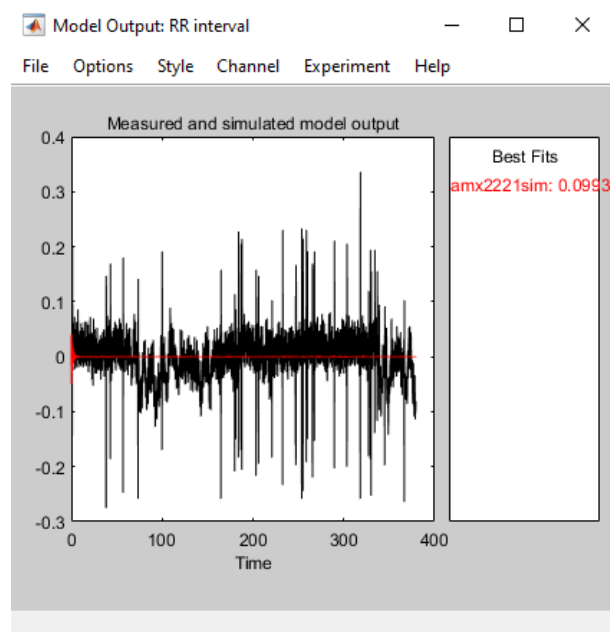 Model Output: RR interval
File Options Style Channel Experiment Help
Measured and simulated model output
0.4
0.3
0.2
0.1
0
-0.1
-0.2
-0.3
0 100 200 300 400
Time
Best Fits
amx2221sim: 0.0993